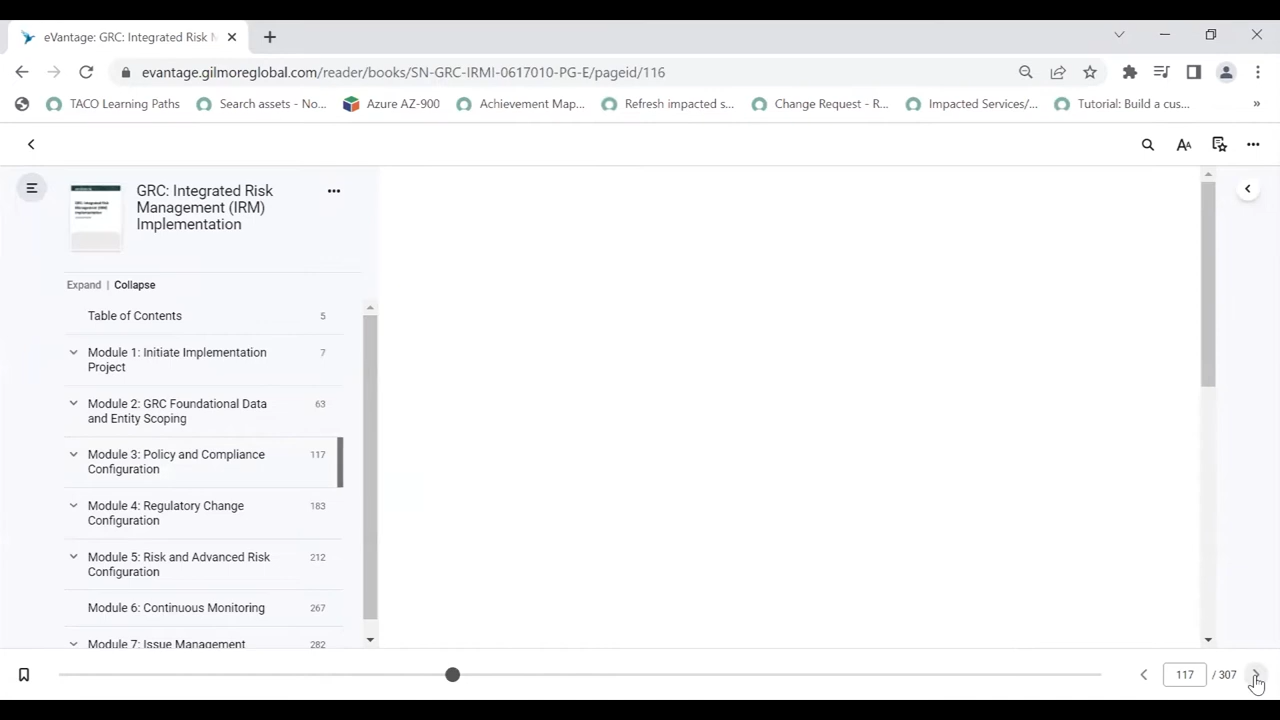 eVantage: GRC: Integrated Risk M
evantage.gilmoreglobal.com/reader/books/SN-GRC-IRMI-0617010-PG-E/pageid/116
TACO Learning Paths
Search assets - No...
Azure AZ-900
Achievement Map...
Refresh impacted s...
Change Request - R...
Impacted Services/...
Tutorial: Build a cus...
»
GRC: Integrated Risk
Management (IRM)
Implementation
Expand | Collapse
Table of Contents 5
Module 1: Initiate Implementation 7
Project
Module 2: GRC Foundational Data 63
and Entity Scoping
Module 3: Policy and Compliance 117
Configuration
Module 4: Regulatory Change 183
Configuration
Module 5: Risk and Advanced Risk 212
Configuration
Module 6: Continuous Monitoring 267
Module 7: Issue Management 282
117 / 307